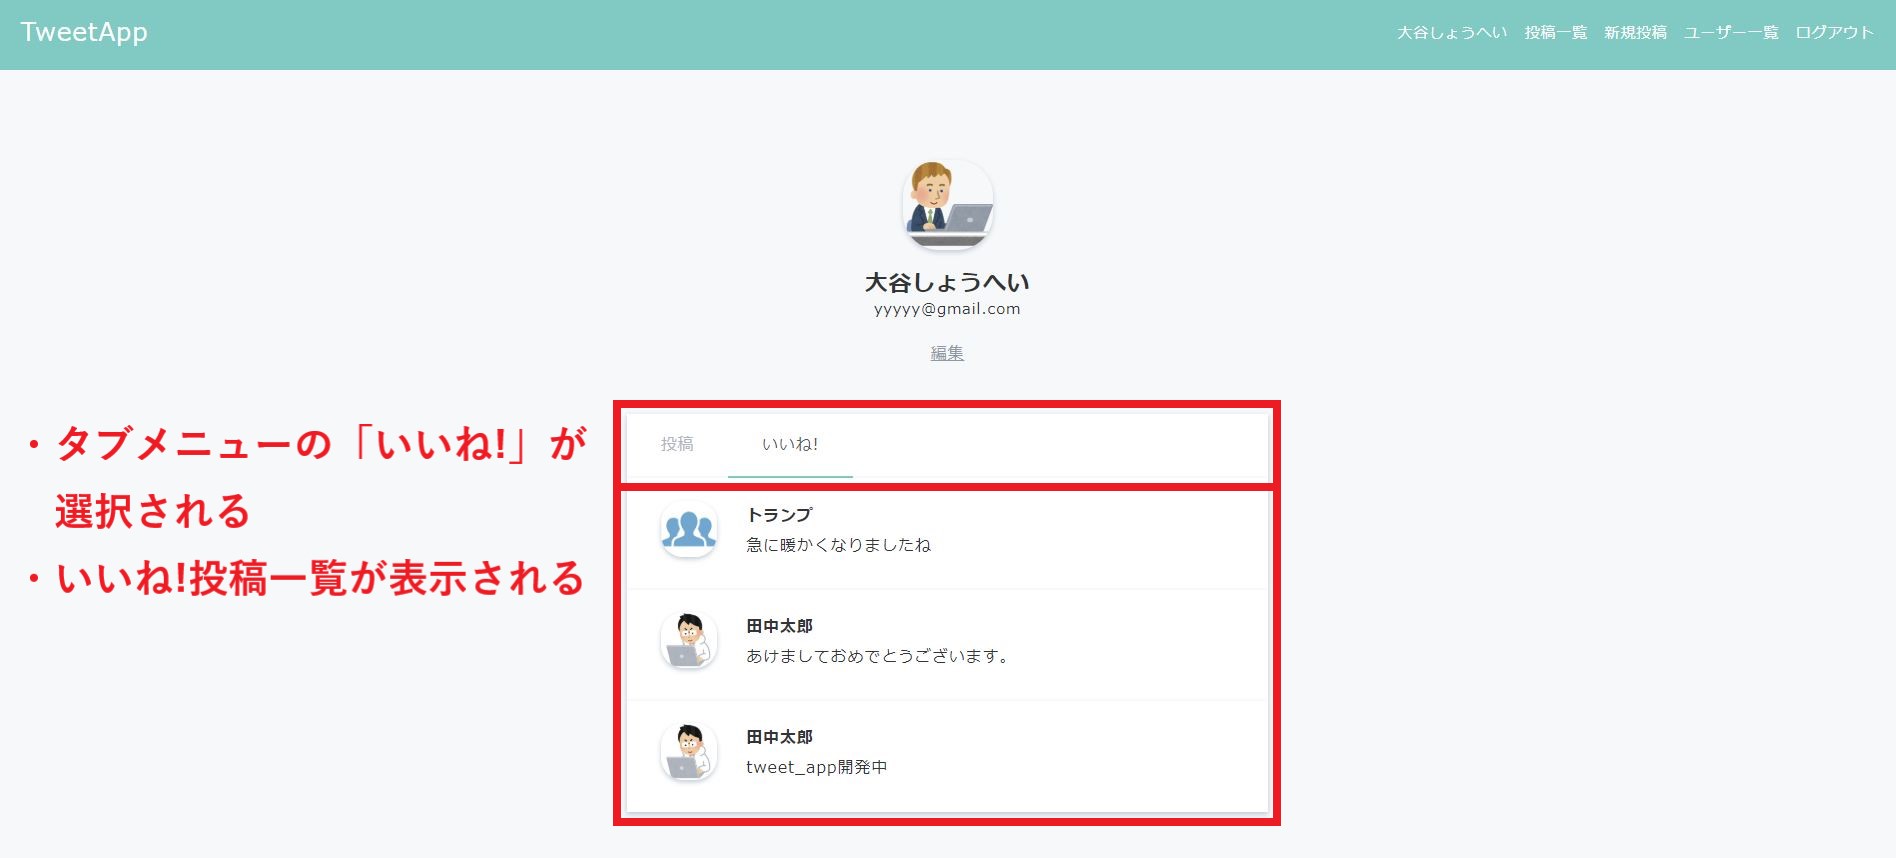 TweetApp
大谷しょうへい 投稿一覧 新規投稿 ユーザー一覧 ログアウト
大谷しょうへい
yyyyy@gmail.com
編集
・タブメニューの「いいね!」が
選択される
・いいね!投稿一覧が表示される
投稿 いいね!
トランプ
急に暖かくなりましたね
田中太郎
あけましておめでとうございます。
田中太郎
tweet_app開発中